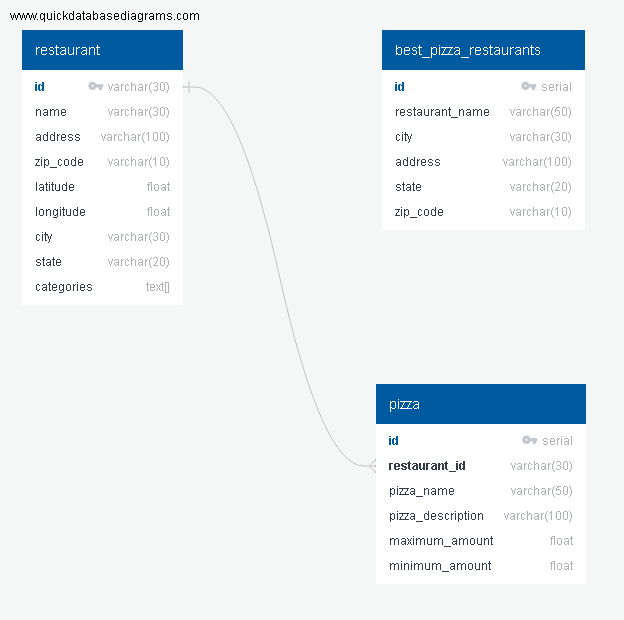 www.quickdatabasediagrams.com
restaurant
id varchar(30)
name varchar(30)
address varchar(100)
zip_code varchar(10)
latitude float
longitude float
city varchar(30)
state varchar(20)
categories text[]
best_pizza_restaurants
id serial
restaurant_name varchar(50)
city varchar(30)
address varchar(100)
state varchar(20)
zip_code varchar(10)
pizza
id serial
restaurant_id varchar(30)
pizza_name varchar(50)
pizza_description varchar(100)
maximum_amount float
minimum_amount float